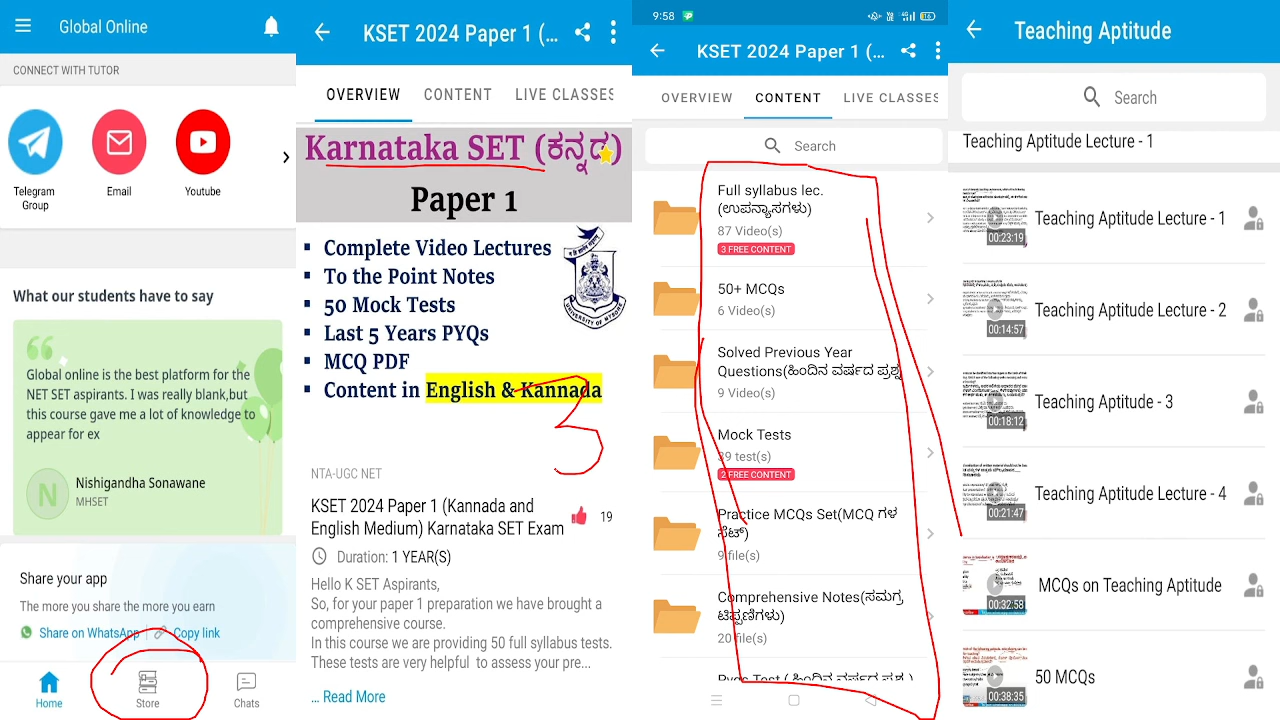 Global Online
CONNECT WITH TUTOR
Telegram
Group
Email
Youtube
What our students have to say
Global online is the best platform for the
NET SET aspirants. I was really blank,but
this course gave me a lot of knowledge to
appear for ex
N
Nishigandha Sonawane
MHSET
Share your app
The more you share the more you earn
Share on WhatsApp
Copy link
Home
Store
Chats
KSET 2024 Paper 1 (...
OVERVIEW CONTENT LIVE CLASSES
Karnataka SET (ಕನ್ನಡ)
Paper 1
▪ Complete Video Lectures
▪ To the Point Notes
▪ 50 Mock Tests
▪ Last 5 Years PYQs
▪ MCQ PDF
▪ Content in English & Kannada
3
NTA-UGC NET
KSET 2024 Paper 1 (Kannada and
English Medium) Karnataka SET Exam
19
Duration: 1 YEAR(S)
Hello K SET Aspirants,
So, for your paper 1 preparation we have brought a
comprehensive course.
In this course we are providing 50 full syllabus tests.
These tests are very helpful to assess your pre...
... Read More
9:58
KSET 2024 Paper 1 (...
OVERVIEW CONTENT LIVE CLASSES
Search
Full syllabus lec.
(ಉಪನ್ಯಾಸಗಳು)
87 Video(s)
3 FREE CONTENT
50+ MCQs
6 Video(s)
Solved Previous Year
Questions(ಹಿಂದಿನ ವರ್ಷದ ಪ್ರಶ್ನ
9 Video(s)
Mock Tests
39 test(s)
2 FREE CONTENT
Practice MCQs Set(MCQ ಗಳ
ಸೆಟ್)
9 file(s)
Comprehensive Notes(ಸಮಗ್ರ
ಟಿಪ್ಪಣಿಗಳು)
20 file(s)
Pyqs Test ( ಹಿಂದಿನ ವರ್ಷದ ಪ್ರಶ್ನ )
Teaching Aptitude
Search
Teaching Aptitude Lecture - 1
00:23:19
Teaching Aptitude Lecture - 1
00:14:57
Teaching Aptitude Lecture - 2
00:18:12
Teaching Aptitude - 3
00:21:47
Teaching Aptitude Lecture - 4
00:32:58
MCQs on Teaching Aptitude
00:38:35
50 MCQs